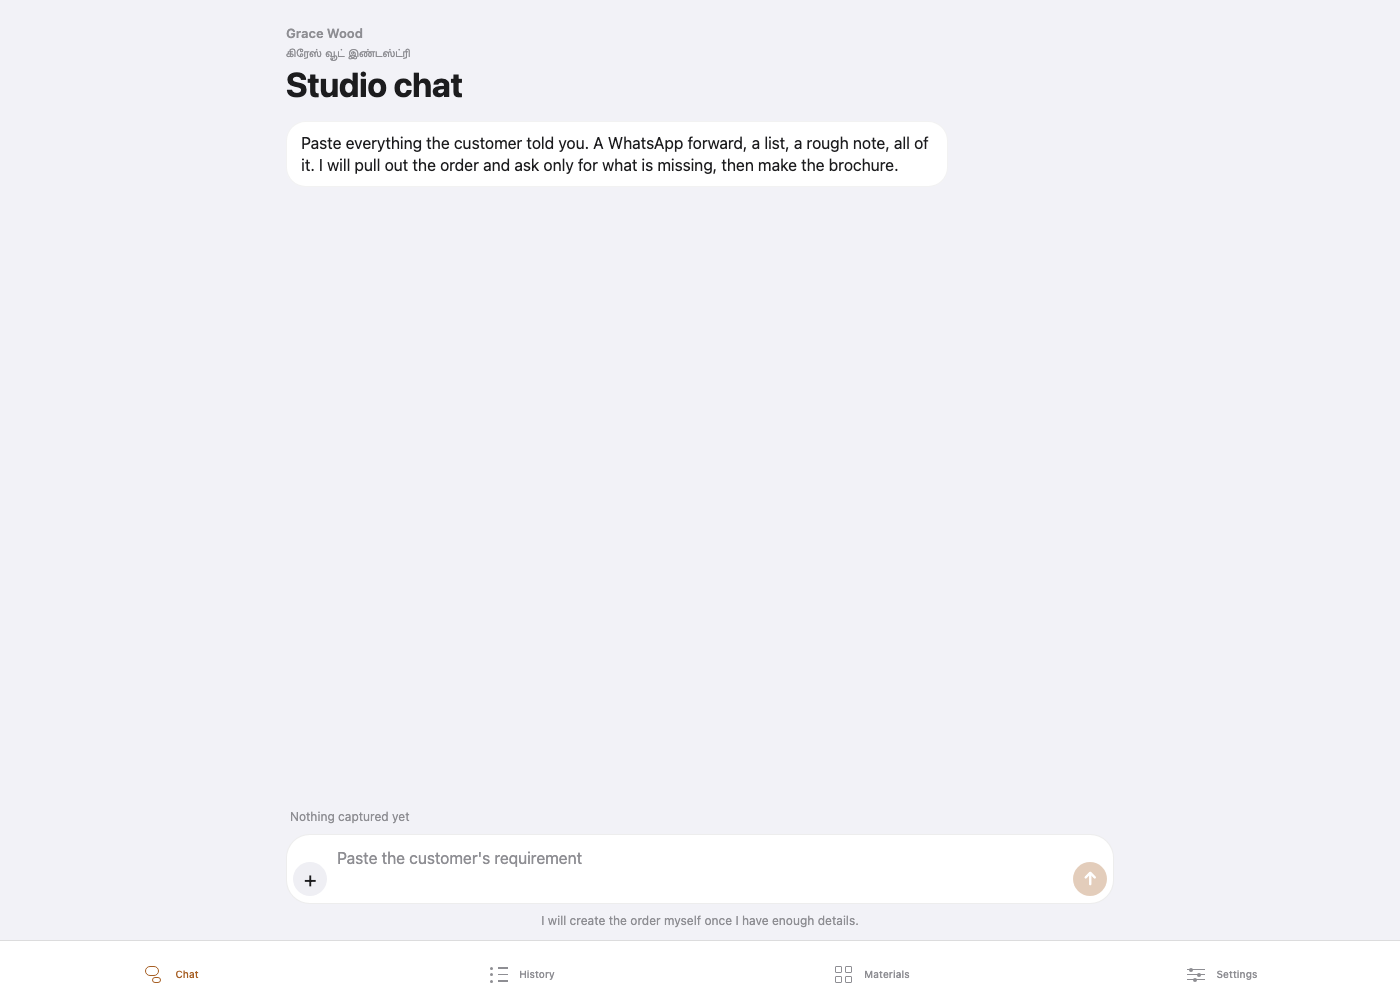 Grace Wood
கிரேஸ் வூட் இண்டஸ்ட்ரி
Studio chat
Paste everything the customer told you. A WhatsApp forward, a list, a rough note, all of
it. I will pull out the order and ask only for what is missing, then make the brochure.
Nothing captured yet
Paste the customer's requirement
I will create the order myself once I have enough details.
Chat
History
Materials
Settings